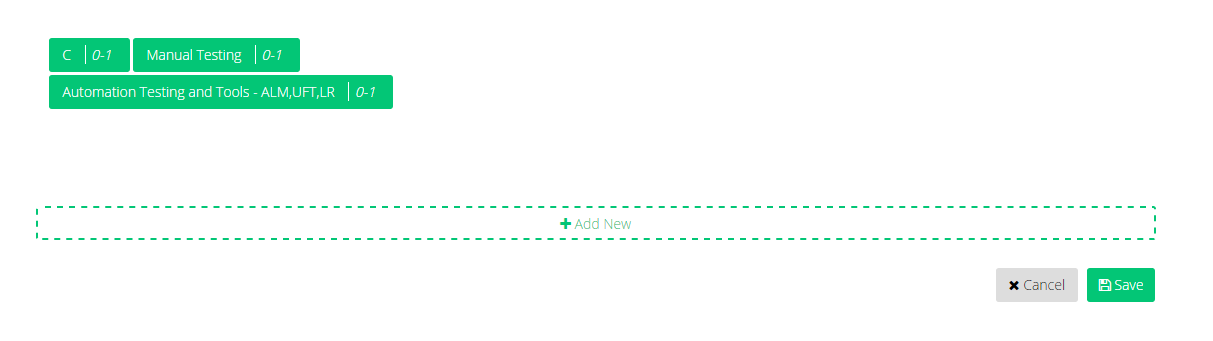 C 0-1 Manual Testing 0-1
Automation Testing and Tools - ALM,UFT,LR 0-1
Add New
Cancel Save